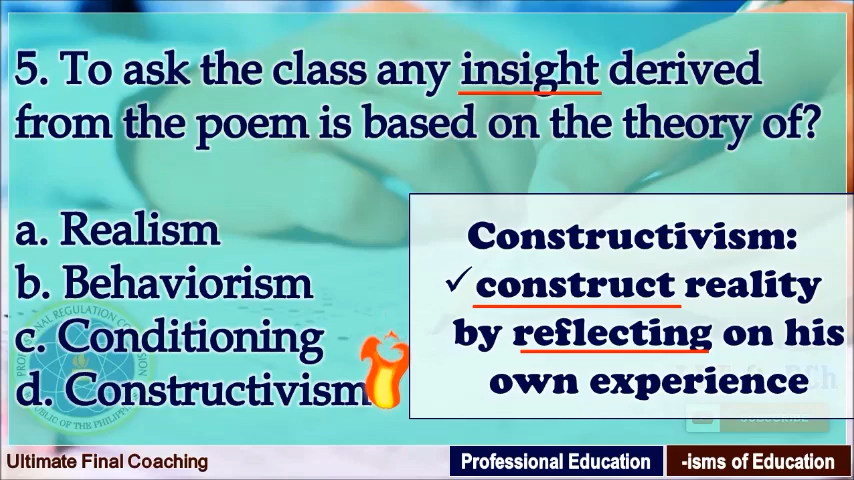 5. To ask the class any insight derived
from the poem is based on the theory of?
a. Realism
b. Behaviorism
c. Conditioning
d. Constructivism
Constructivism:
✓construct reality
by reflecting on his
own experience
Ultimate Final Coaching
Professional Education
-isms of Education